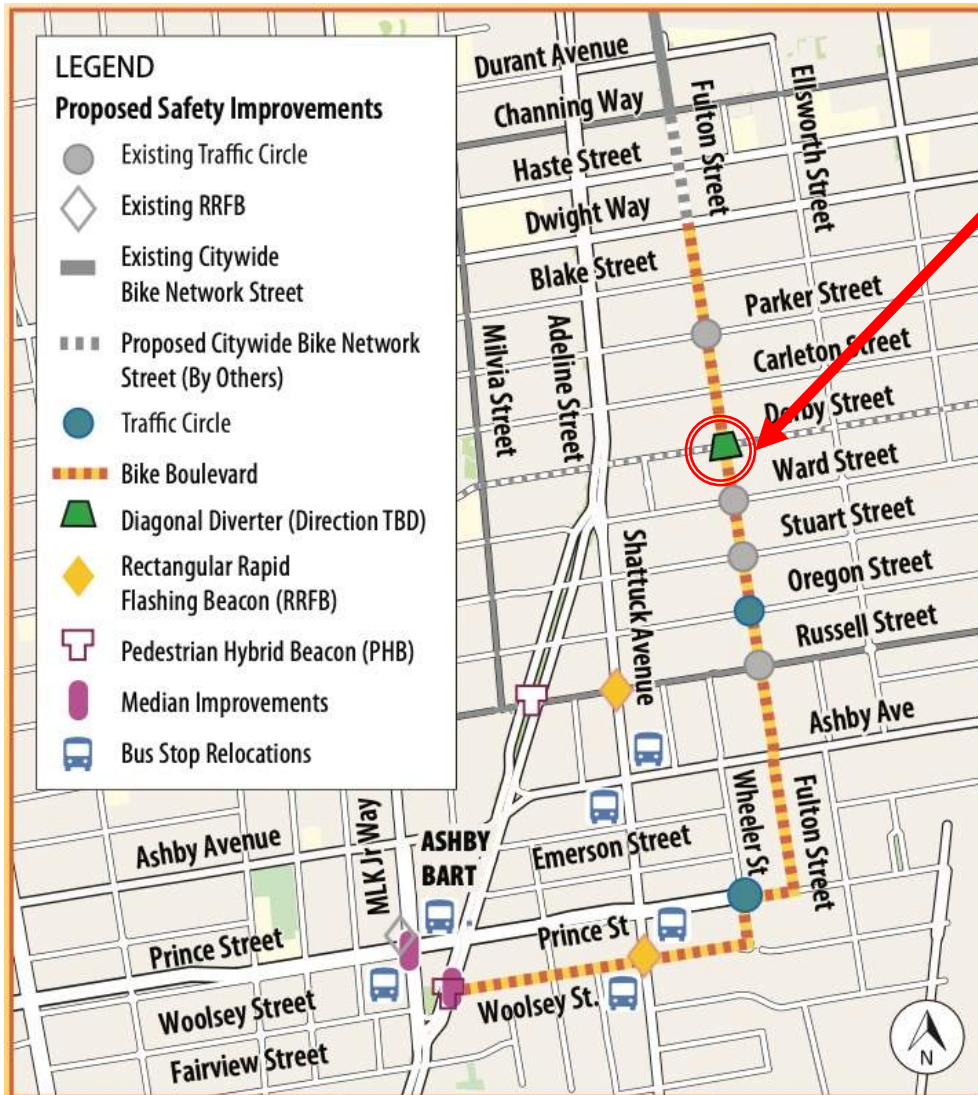 LEGEND
Proposed Safety Improvements
Existing Traffic Circle
Existing RRFB
Existing Citywide
Bike Network Street
Proposed Citywide Bike Network
Street (By Others)
Traffic Circle
Bike Boulevard
Diagonal Diverter (Direction TBD)
Rectangular Rapid
Flashing Beacon (RRFB)
Pedestrian Hybrid Beacon (PHB)
Median Improvements
Bus Stop Relocations
Durant Avenue
Channing Way
Haste Street
Dwight Way
Blake Street
Fulton Street
Ellsworth Street
Parker Street
Carleton Street
Derby Street
Ward Street
Stuart Street
Oregon Street
Russell Street
Milvia Street
Adeline Street
Shattuck Avenue
Ashby Ave
Wheeler St
Fulton Street
Emerson Street
Ashby Avenue
MLK Jr Way
ASHBY
BART
Prince Street
Prince St
Woolsey Street
Woolsey St.
Fairview Street
N